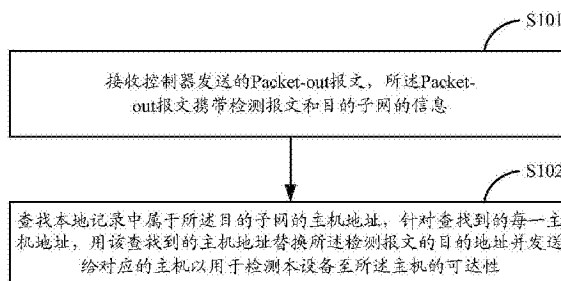 S101
接收控制器发送的Packet-out报文，所述Packet-
out报文携带检测报文和目的子网的信息
S102
查找本地记录中属于所述目的子网的主机地址，针对查找到的每一主
机地址，用该查找到的主机地址替换所述检测报文的目的地址并发送
给对应的主机以用于检测本设备至所述主机的可达性